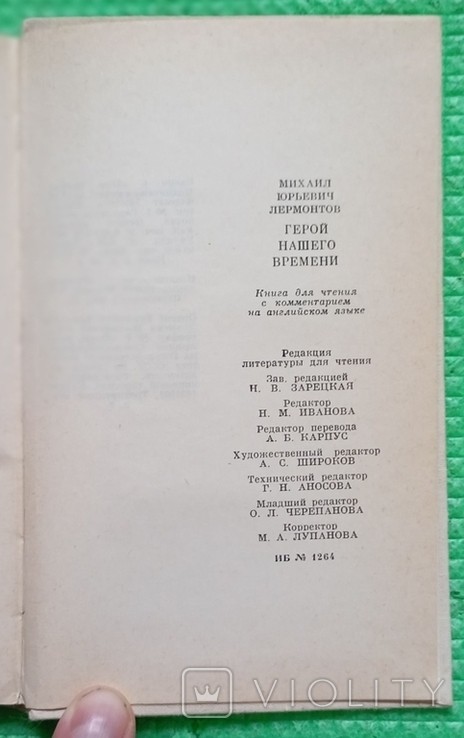 МИХАИЛ
ЮРЬЕВИЧ
ЛЕРМОНТОВ
ГЕРОЙ
НАШЕГО
ВРЕМЕНИ
Книга для чтения
с комментарием
на английском языке
Редакция
литературы для чтения
Зав. редакцией
Н. В. ЗАРЕЦКАЯ
Редактор
Н. М. ИВАНОВА
Редактор перевода
А. Б. КАРПУС
Художественный редактор
А. С. ШИРОКОВ
Технический редактор
Г. Н. АНОСОВА
Младший редактор
О. Л. ЧЕРЕПАНОВА
Корректор
М. А. ЛУПАНОВА
ИБ № 1264
VIOLITY